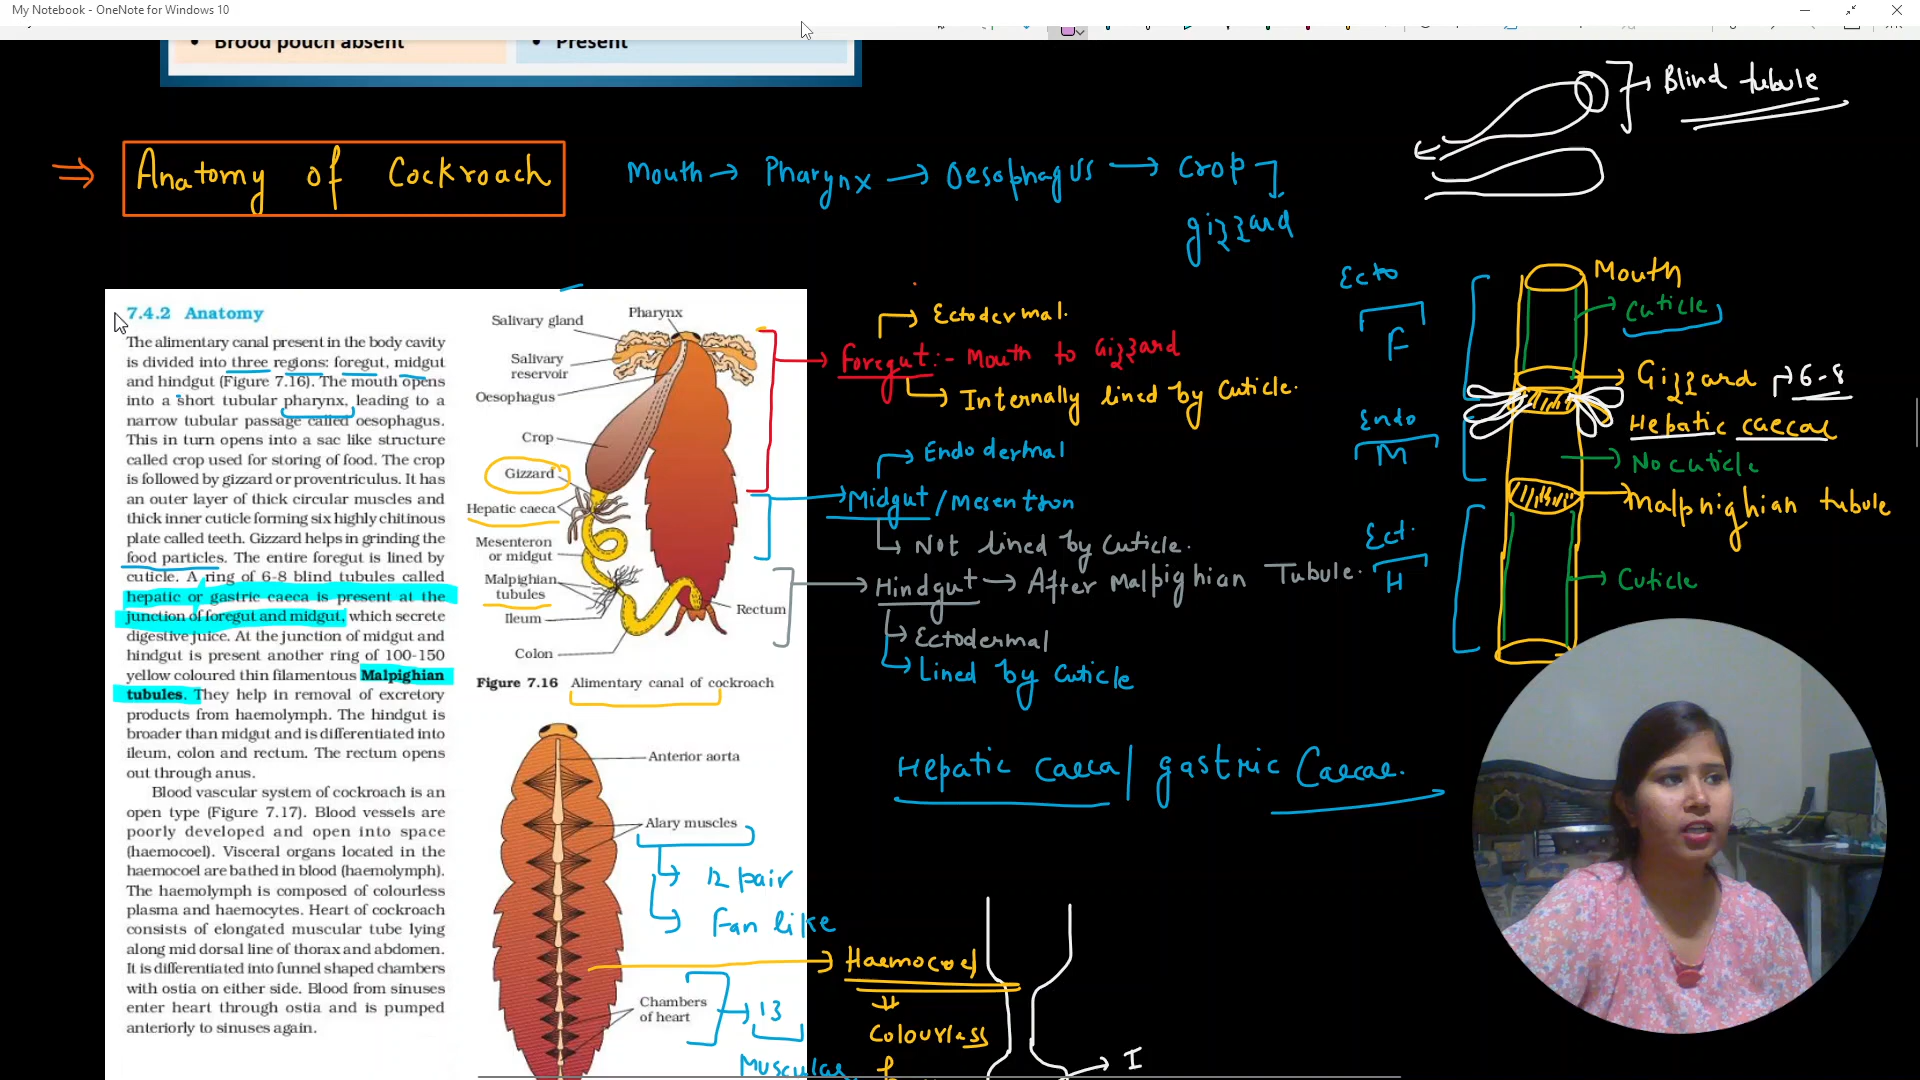 My Notebook - OneNote for Windows 10
• Brood pouch absent
• Present
Blind tubule
⇒ Anatomy of Cockroach
Mouth → Pharynx → Oesophagus → Crop
gizzard
7.4.2 Anatomy
The alimentary canal present in the body cavity
is divided into three regions: foregut, midgut
and hindgut (Figure 7.16). The mouth opens
into a short tubular pharynx, leading to a
narrow tubular passage called oesophagus.
This in turn opens into a sac like structure
called crop used for storing of food. The crop
is followed by gizzard or proventriculus. It has
an outer layer of thick circular muscles and
thick inner cuticle forming six highly chitinous
plate called teeth. Gizzard helps in grinding the
food particles. The entire foregut is lined by
cuticle. A ring of 6-8 blind tubules called
hepatic or gastric caeca is present at the
junction of foregut and midgut, which secrete
digestive juice. At the junction of midgut and
hindgut is present another ring of 100-150
yellow coloured thin filamentous Malpighian
tubules. They help in removal of excretory
products from haemolymph. The hindgut is
broader than midgut and is differentiated into
ileum, colon and rectum. The rectum opens
out through anus.
Blood vascular system of cockroach is an
open type (Figure 7.17). Blood vessels are
poorly developed and open into space
(haemocoel). Visceral organs located in the
haemocoel are bathed in blood (haemolymph).
The haemolymph is composed of colourless
plasma and haemocytes. Heart of cockroach
consists of elongated muscular tube lying
along mid dorsal line of thorax and abdomen.
It is differentiated into funnel shaped chambers
with ostia on either side. Blood from sinuses
enter heart through ostia and is pumped
anteriorly to sinuses again.
Pharynx
Salivary gland
Salivary
reservoir
Oesophagus
Crop
Gizzard
Hepatic caeca
Mesenteron
or midgut
Malpighian
tubules
Ileum
Colon
Rectum
Figure 7.16 Alimentary canal of cockroach
Anterior aorta
Alary muscles
12 pair
Fan like
Chambers
of heart
13
Muscular
Ectodermal.
Foregut :- Mouth to Gizzard
Internally lined by Cuticle.
Endodermal
Midgut / Mesentron
Not lined by Cuticle.
Hindgut → After Malpighian Tubule.
Ectodermal
Lined by Cuticle
Hepatic Caeca / gastric Caecae.
Haemocoel
Colourless
I
Ecto
F
Endo
M
Ect.
H
Mouth
Cuticle
Gizzard
6-8
Hepatic caecae
No cuticle
Malpnighian tubule
Cuticle